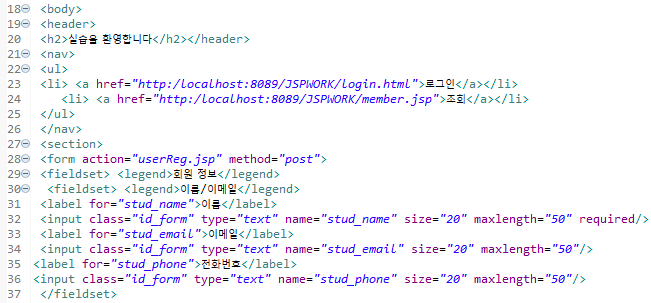 18 <body>
19 <header>
20 <h2>실습을 환영합니다</h2></header>
21 <nav>
22 <ul>
23 <li> <a href="http:/localhost:8089/JSPWORK/login.html">로그인</a></li>
24 <li> <a href="http:/localhost:8089/JSPWORK/member.jsp">조회</a></li>
25 </ul>
26 </nav>
27 <section>
28 <form action="userReg.jsp" method="post">
29 <fieldset> <legend>회원 정보</legend>
30 <fieldset> <legend>이름/이메일</legend>
31 <label for="stud_name">이름</label>
32 <input class="id_form" type="text" name="stud_name" size="20" maxlength="50" required/>
33 <label for="stud_email">이메일</label>
34 <input class="id_form" type="text" name="stud_email" size="20" maxlength="50"/>
35 <label for="stud_phone">전화번호</label>
36 <input class="id_form" type="text" name="stud_phone" size="20" maxlength="50"/>
37 </fieldset>